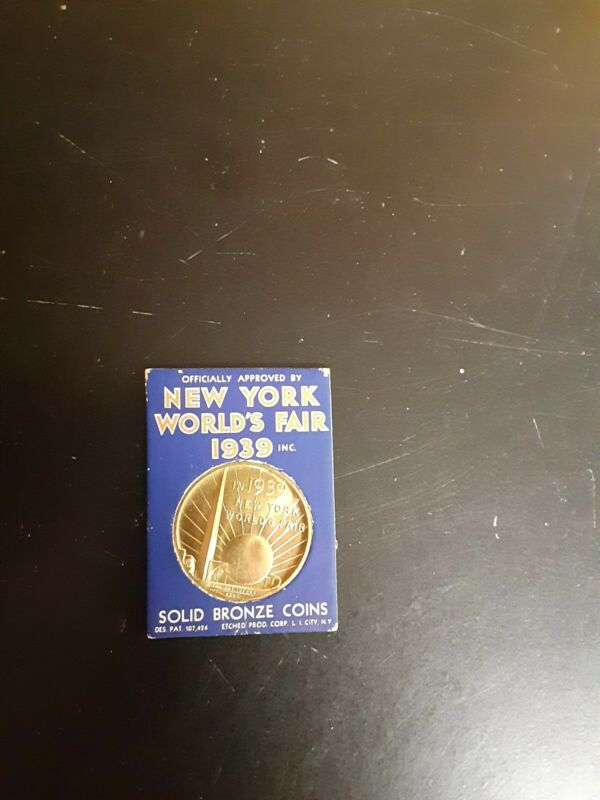 OFFICIALLY APPROVED BY
NEW YORK
WORLD'S FAIR
1939 INC.
IN 1939
NEW YORK
WORLD'S FAIR
SOLID BRONZE COINS
DES. PAT. 107,424 ETCHED PROD. CORP. L. I. CITY, N.Y